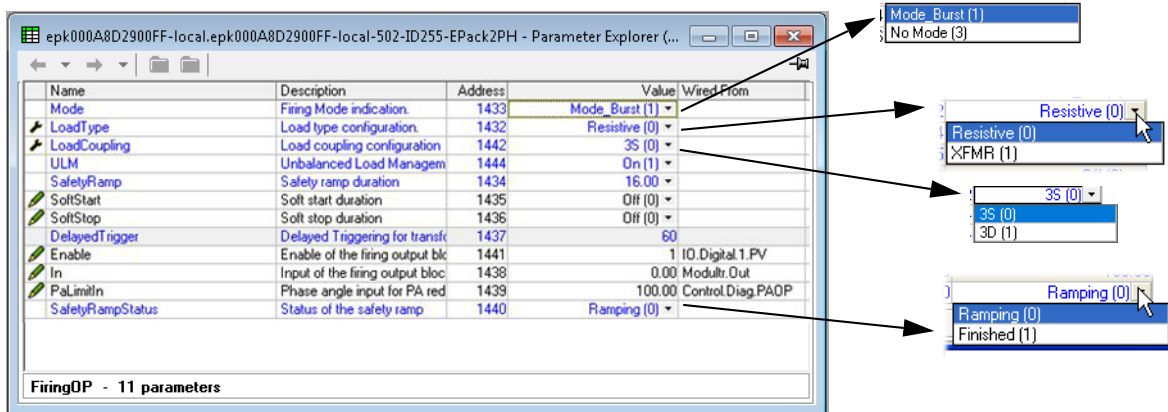 epk000A8D2900FF-local.epk000A8D2900FF-local-502-ID255-EPack2PH - Parameter Explorer (...
Name Description Address Value Wired From
Mode Firing Mode indication. 1433 Mode_Burst (1)
LoadType Load type configuration. 1432 Resistive (0)
LoadCoupling Load coupling configuration 1442 3S (0)
ULM Unbalanced Load Managem 1444 On (1)
SafetyRamp Safety ramp duration 1434 16.00
SoftStart Soft start duration 1435 Off (0)
SoftStop Soft stop duration 1436 Off (0)
DelayedTrigger Delayed Triggering for transfo 1437 60
Enable Enable of the firing output blo 1441 1 IO.Digital.1.PV
In Input of the firing output bloc 1438 0.00 Modultr.Out
PaLimitIn Phase angle input for PA red 1439 100.00 Control.Diag.PAOP
SafetyRampStatus Status of the safety ramp 1440 Ramping (0)
FiringOP - 11 parameters
Mode_Burst (1)
No Mode (3)
Resistive (0)
Resistive (0)
XFMR (1)
3S (0)
3S (0)
3D (1)
Ramping (0)
Ramping (0)
Finished (1)